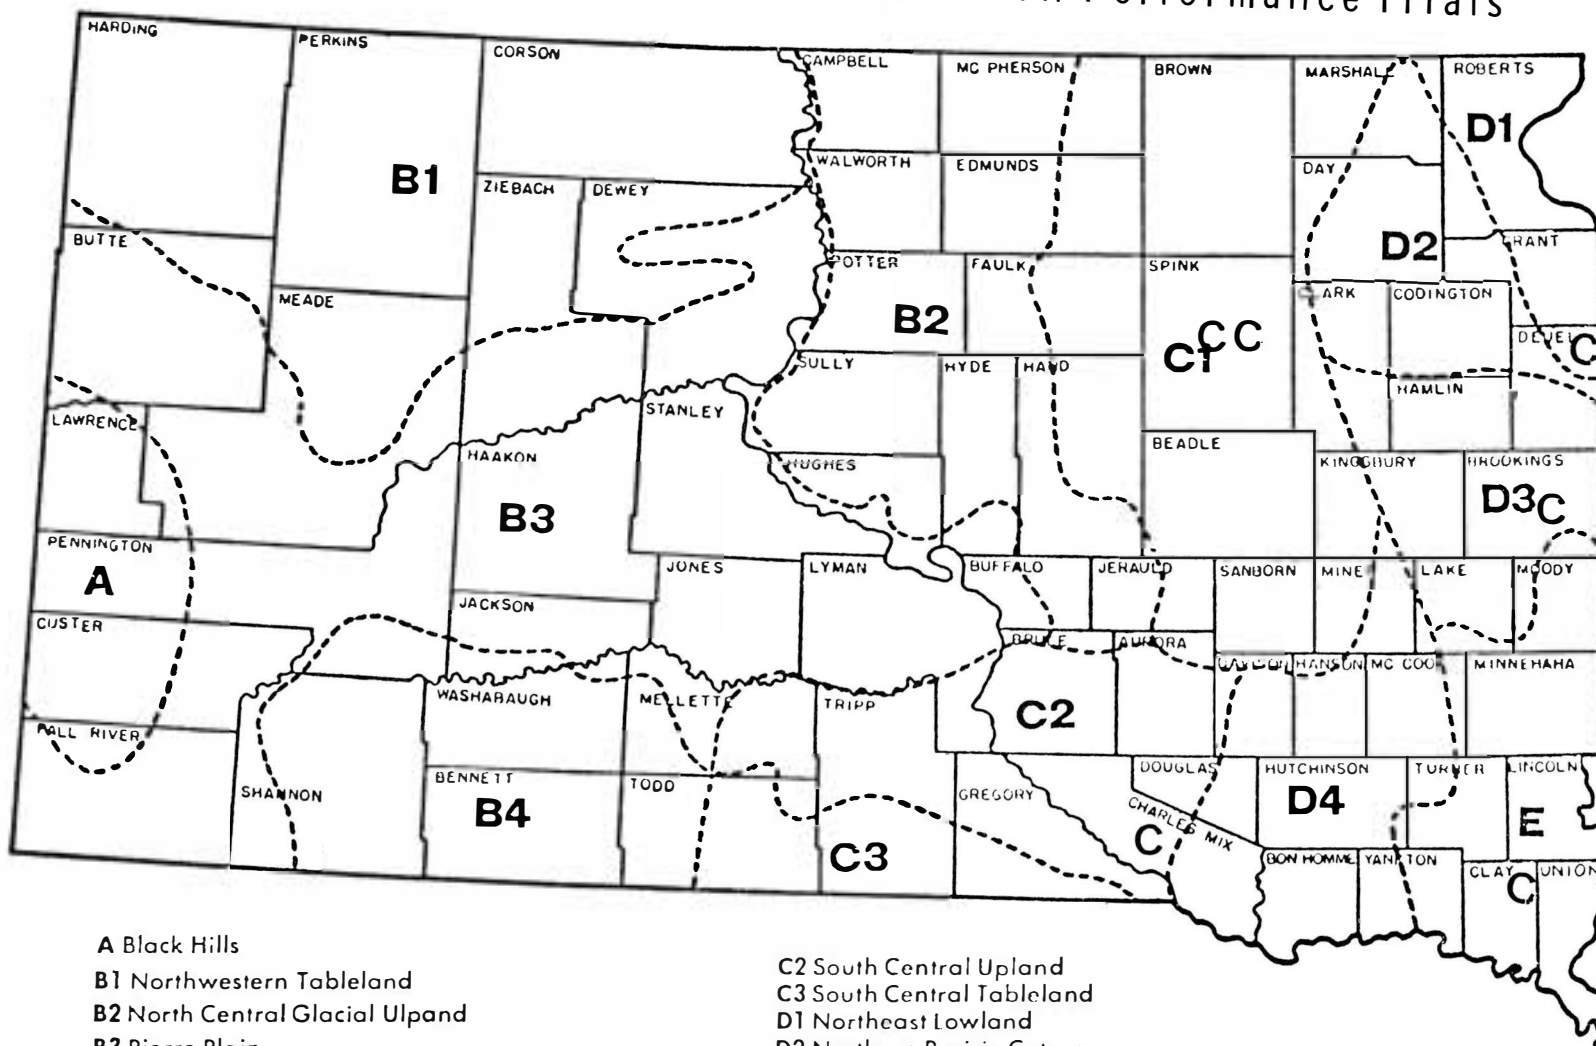 Performance Trials
HARDING
PERKINS
CORSON
CAMPBELL
MC PHERSON
BROWN
MARSHALL
ROBERTS
D1
B1
ZIEBACH
DEWEY
WALWORTH
EDMUNDS
DAY
BUTTE
D2
GRANT
MEADE
POTTER
FAULK
SPINK
ARK
CODINGTON
B2
C1
C C
DEUEL
C
SULLY
HYDE
HAND
HAMLIN
LAWRENCE
STANLEY
BEADLE
HAAKON
HUGHES
KINGSBURY
BROOKINGS
B3
D3
C
PENNINGTON
A
JONES
LYMAN
BUFFALO
JERAULD
SANBORN
MINE
LAKE
MOODY
JACKSON
CUSTER
BRULE
AURORA
DAVISON
HANSON
MC COO
MINNEHAHA
WASHABAUGH
MELLETTE
TRIPP
C2
FALL RIVER
SHANNON
BENNETT
TODD
GREGORY
DOUGLAS
HUTCHINSON
TURNER
LINCOLN
B4
D4
E
CHARLES MIX
C
C3
BON HOMME
YANKTON
CLAY
C
UNION
A Black Hills
B1 Northwestern Tableland
B2 North Central Glacial Ulpand
C2 South Central Upland
C3 South Central Tableland
D1 Northeast Lowland